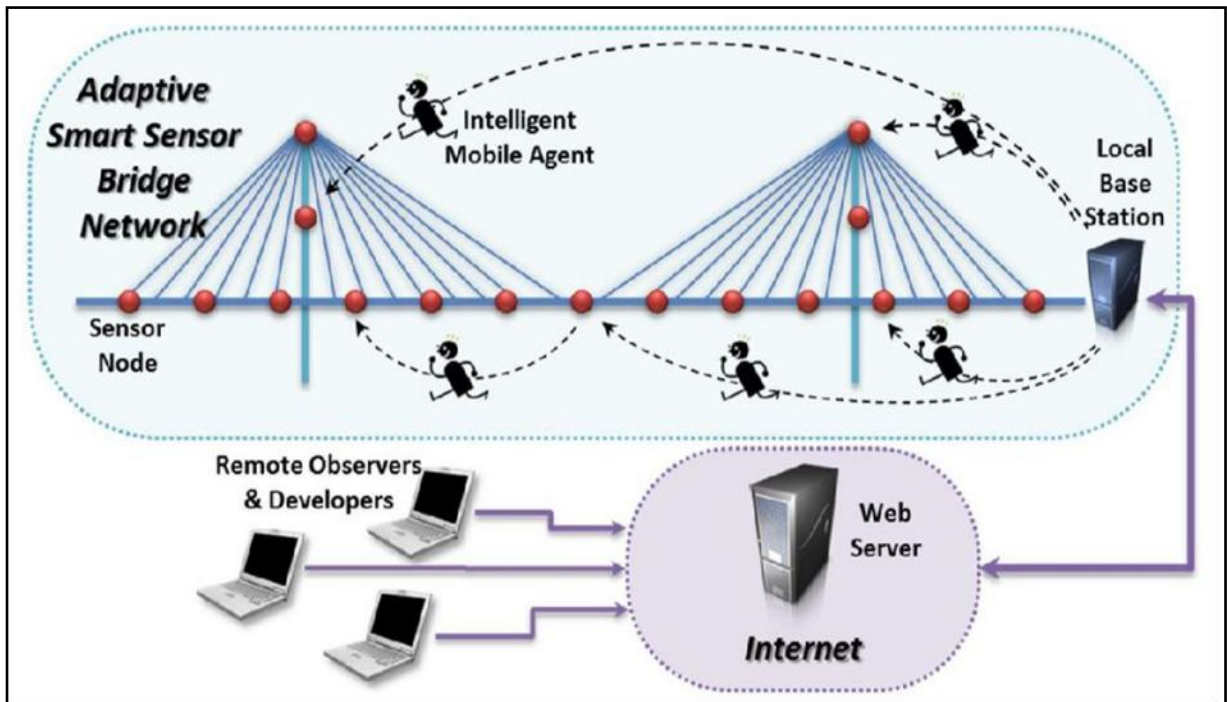 Adaptive
Smart Sensor
Bridge
Network
Intelligent
Mobile Agent
Local
Base
Station
Sensor
Node
Remote Observers
& Developers
Web
Server
Internet